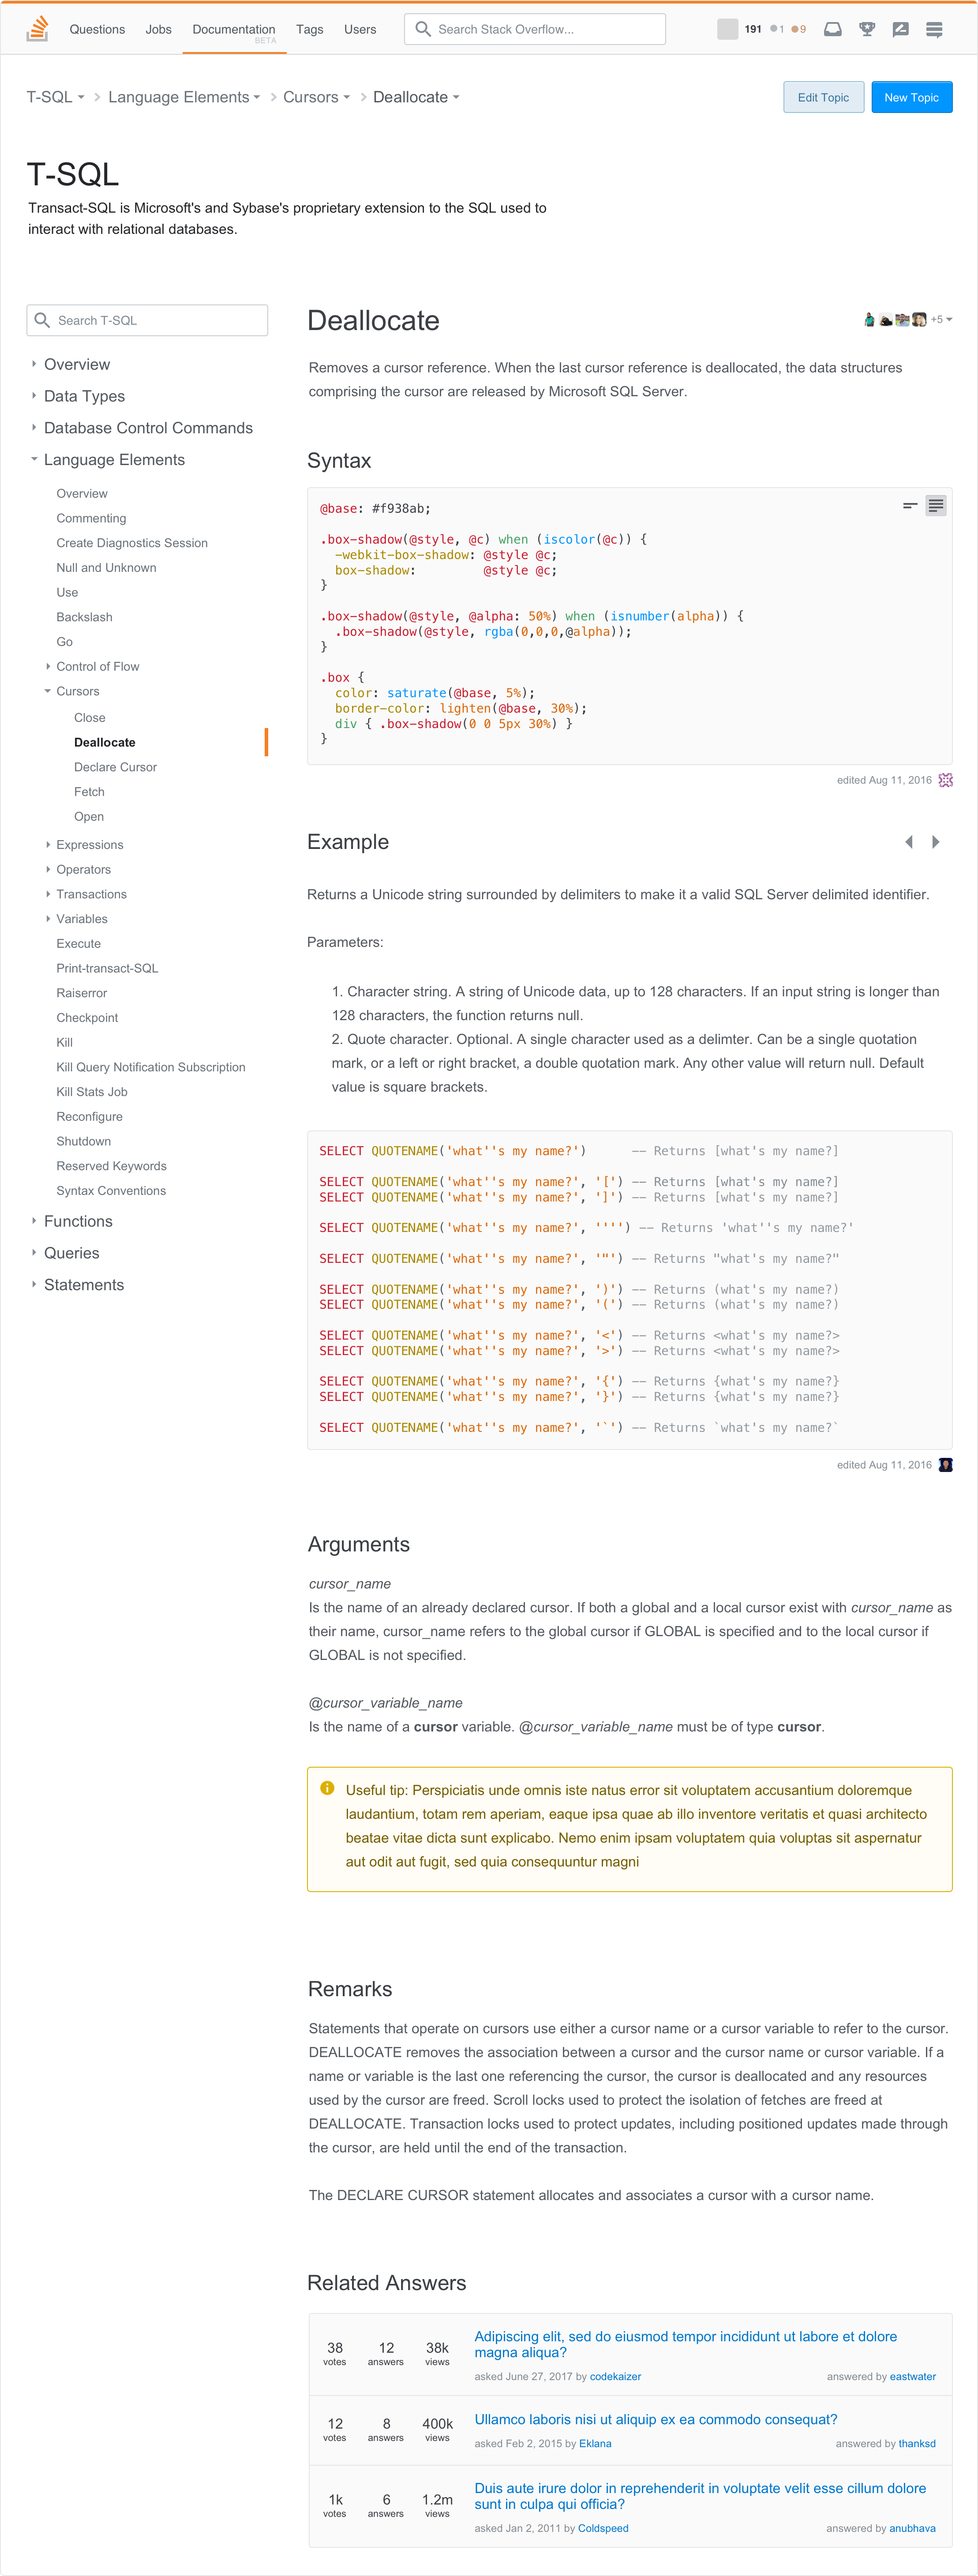 Questions Jobs Documentation Tags Users Search Stack Overflow... 191 1 9
BETA
T-SQL Language Elements Cursors Deallocate Edit Topic New Topic
T-SQL
Transact-SQL is Microsoft's and Sybase's proprietary extension to the SQL used to
interact with relational databases.
Search T-SQL
Overview
Data Types
Database Control Commands
Language Elements
Overview
Commenting
Create Diagnostics Session
Null and Unknown
Use
Backslash
Go
Control of Flow
Cursors
Close
Deallocate
Declare Cursor
Fetch
Open
Expressions
Operators
Transactions
Variables
Execute
Print-transact-SQL
Raiserror
Checkpoint
Kill
Kill Query Notification Subscription
Kill Stats Job
Reconfigure
Shutdown
Reserved Keywords
Syntax Conventions
Functions
Queries
Statements
Deallocate +5
Removes a cursor reference. When the last cursor reference is deallocated, the data structures
comprising the cursor are released by Microsoft SQL Server.
Syntax
@base: #f938ab;
.box-shadow(@style, @c) when (iscolor(@c)) {
-webkit-box-shadow: @style @c;
box-shadow: @style @c;
}
.box-shadow(@style, @alpha: 50%) when (isnumber(alpha)) {
.box-shadow(@style, rgba(0,0,0,@alpha));
}
.box {
color: saturate(@base, 5%);
border-color: lighten(@base, 30%);
div { .box-shadow(0 0 5px 30%) }
}
edited Aug 11, 2016
Example
Returns a Unicode string surrounded by delimiters to make it a valid SQL Server delimited identifier.
Parameters:
1. Character string. A string of Unicode data, up to 128 characters. If an input string is longer than
128 characters, the function returns null.
2. Quote character. Optional. A single character used as a delimter. Can be a single quotation
mark, or a left or right bracket, a double quotation mark. Any other value will return null. Default
value is square brackets.
SELECT QUOTENAME('what''s my name?') -- Returns [what's my name?]
SELECT QUOTENAME('what''s my name?', '[') -- Returns [what's my name?]
SELECT QUOTENAME('what''s my name?', ']') -- Returns [what's my name?]
SELECT QUOTENAME('what''s my name?', '''') -- Returns 'what''s my name?'
SELECT QUOTENAME('what''s my name?', '"') -- Returns "what's my name?"
SELECT QUOTENAME('what''s my name?', ')') -- Returns (what's my name?)
SELECT QUOTENAME('what''s my name?', '(') -- Returns (what's my name?)
SELECT QUOTENAME('what''s my name?', '<') -- Returns <what's my name?>
SELECT QUOTENAME('what''s my name?', '>') -- Returns <what's my name?>
SELECT QUOTENAME('what''s my name?', '{') -- Returns {what's my name?}
SELECT QUOTENAME('what''s my name?', '}') -- Returns {what's my name?}
SELECT QUOTENAME('what''s my name?', '`') -- Returns `what's my name?`
edited Aug 11, 2016
Arguments
cursor_name
Is the name of an already declared cursor. If both a global and a local cursor exist with cursor_name as
their name, cursor_name refers to the global cursor if GLOBAL is specified and to the local cursor if
GLOBAL is not specified.
@cursor_variable_name
Is the name of a cursor variable. @cursor_variable_name must be of type cursor.
Useful tip: Perspiciatis unde omnis iste natus error sit voluptatem accusantium doloremque
laudantium, totam rem aperiam, eaque ipsa quae ab illo inventore veritatis et quasi architecto
beatae vitae dicta sunt explicabo. Nemo enim ipsam voluptatem quia voluptas sit aspernatur
aut odit aut fugit, sed quia consequuntur magni
Remarks
Statements that operate on cursors use either a cursor name or a cursor variable to refer to the cursor.
DEALLOCATE removes the association between a cursor and the cursor name or cursor variable. If a
name or variable is the last one referencing the cursor, the cursor is deallocated and any resources
used by the cursor are freed. Scroll locks used to protect the isolation of fetches are freed at
DEALLOCATE. Transaction locks used to protect updates, including positioned updates made through
the cursor, are held until the end of the transaction.
The DECLARE CURSOR statement allocates and associates a cursor with a cursor name.
Related Answers
38 12 38k
votes answers views
Adipiscing elit, sed do eiusmod tempor incididunt ut labore et dolore
magna aliqua?
asked June 27, 2017 by codekaizer answered by eastwater
12 8 400k
votes answers views
Ullamco laboris nisi ut aliquip ex ea commodo consequat?
asked Feb 2, 2015 by Eklana answered by thanksd
1k 6 1.2m
votes answers views
Duis aute irure dolor in reprehenderit in voluptate velit esse cillum dolore
sunt in culpa qui officia?
asked Jan 2, 2011 by Coldspeed answered by anubhava